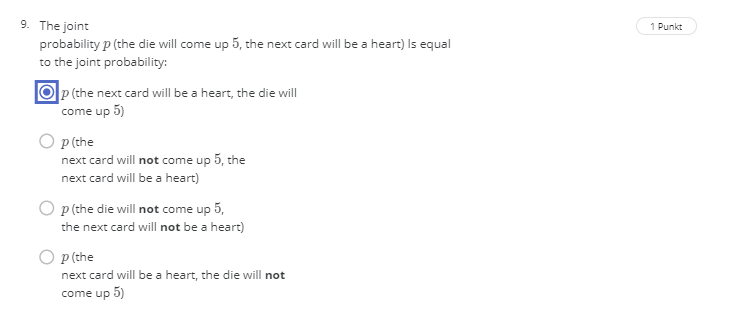 9. The joint
1 Punkt
probability p (the die will come up 5, the next card will be a heart) Is equal
to the joint probability:
p (the next card will be a heart, the die will
come up 5)
p (the
next card will not come up 5, the
next card will be a heart)
p (the die will not come up 5,
the next card will not be a heart)
p (the
next card will be a heart, the die will not
come up 5)